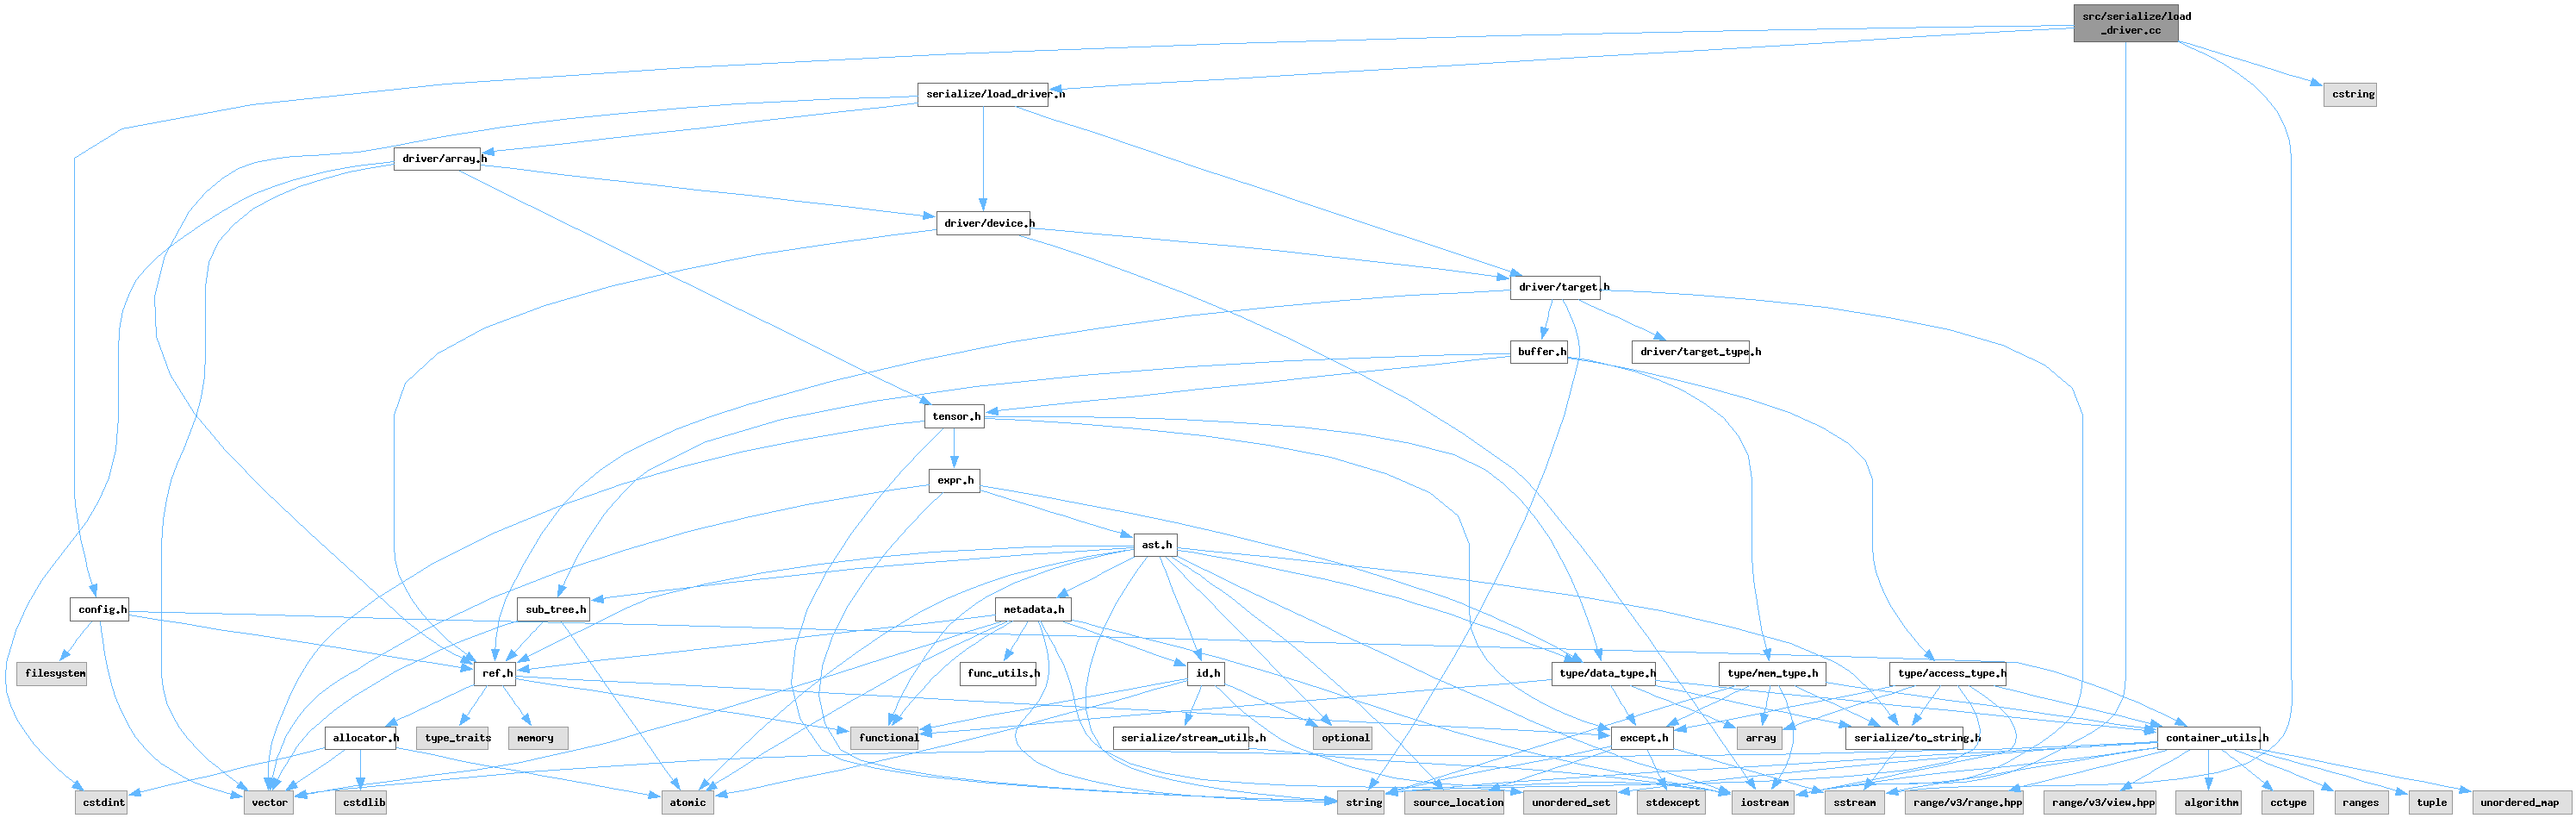 src/serialize/load
_driver.cc
serialize/load_driver.h
cstring
driver/array.h
driver/device.h
driver/target.h
buffer.h
driver/target_type.h
tensor.h
expr.h
ast.h
config.h
sub_tree.h
metadata.h
filesystem
ref.h
func_utils.h
id.h
type/data_type.h
type/mem_type.h
type/access_type.h
allocator.h
type_traits
memory
functional
serialize/stream_utils.h
optional
except.h
array
serialize/to_string.h
container_utils.h
cstdint
vector
cstdlib
atomic
string
source_location
unordered_set
stdexcept
iostream
sstream
range/v3/range.hpp
range/v3/view.hpp
algorithm
cctype
ranges
tuple
unordered_map